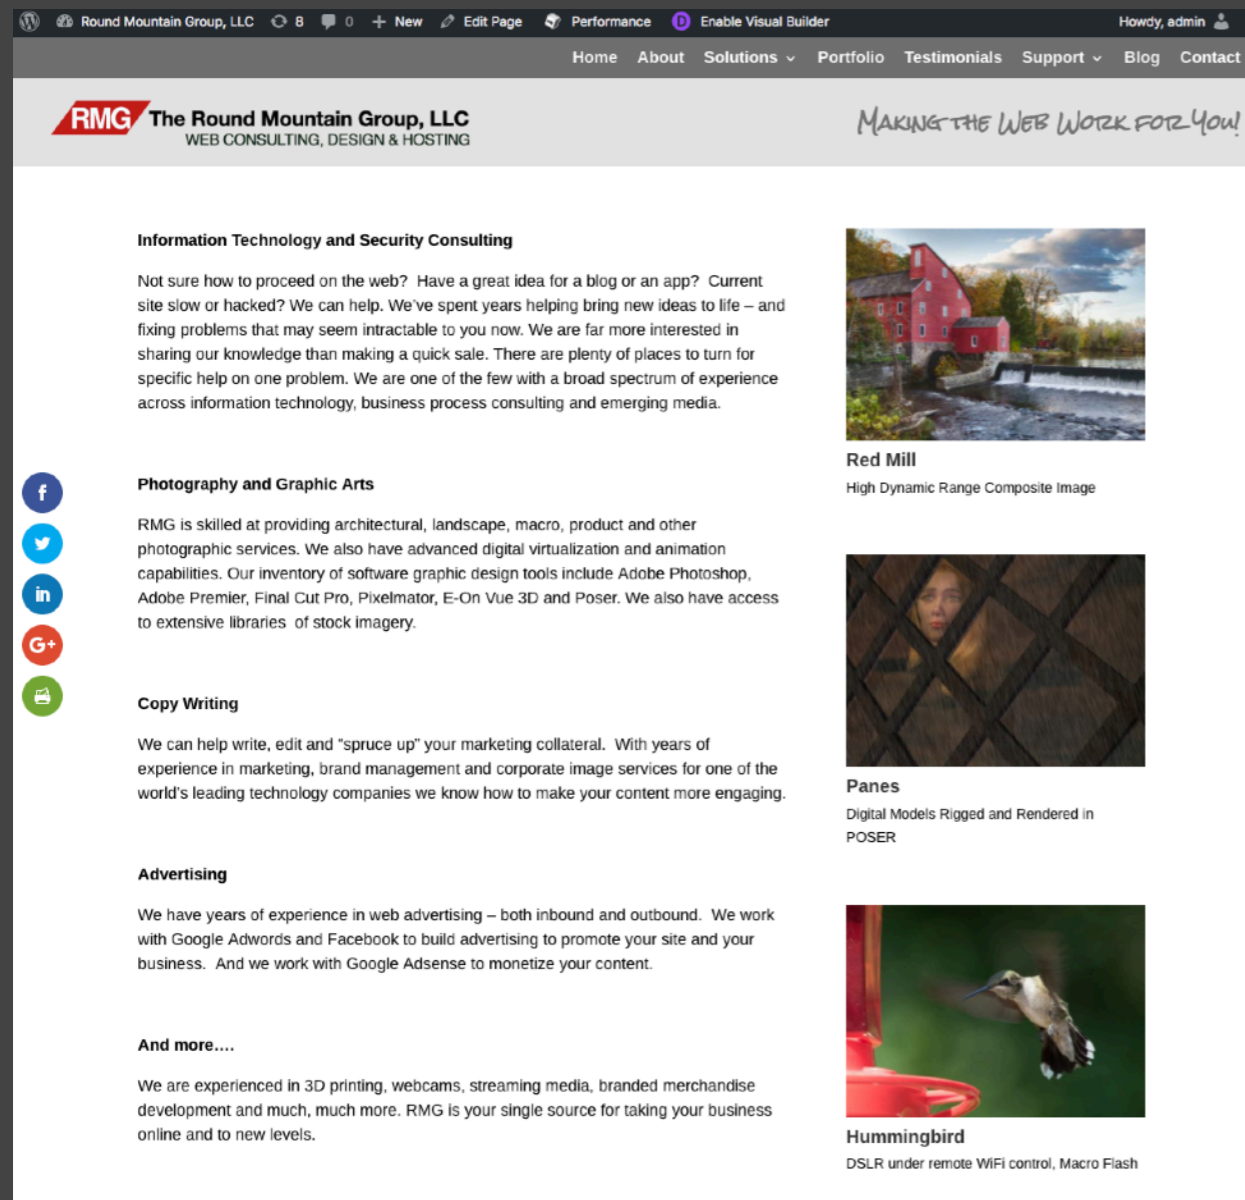 Round Mountain Group, LLC 8 0 New Edit Page Performance Enable Visual Builder Howdy, admin
Home About Solutions Portfolio Testimonials Support Blog Contact
RMG The Round Mountain Group, LLC
WEB CONSULTING, DESIGN & HOSTING
Making the Web Work for You!
Information Technology and Security Consulting
Not sure how to proceed on the web?  Have a great idea for a blog or an app?  Current
site slow or hacked? We can help. We've spent years helping bring new ideas to life – and
fixing problems that may seem intractable to you now. We are far more interested in
sharing our knowledge than making a quick sale. There are plenty of places to turn for
specific help on one problem. We are one of the few with a broad spectrum of experience
across information technology, business process consulting and emerging media.
Photography and Graphic Arts
RMG is skilled at providing architectural, landscape, macro, product and other
photographic services. We also have advanced digital virtualization and animation
capabilities. Our inventory of software graphic design tools include Adobe Photoshop,
Adobe Premier, Final Cut Pro, Pixelmator, E-On Vue 3D and Poser. We also have access
to extensive libraries  of stock imagery.
Copy Writing
We can help write, edit and "spruce up" your marketing collateral.  With years of
experience in marketing, brand management and corporate image services for one of the
world's leading technology companies we know how to make your content more engaging.
Advertising
We have years of experience in web advertising – both inbound and outbound.  We work
with Google Adwords and Facebook to build advertising to promote your site and your
business.  And we work with Google Adsense to monetize your content.
And more….
We are experienced in 3D printing, webcams, streaming media, branded merchandise
development and much, much more. RMG is your single source for taking your business
online and to new levels.
Red Mill
High Dynamic Range Composite Image
Panes
Digital Models Rigged and Rendered in
POSER
Hummingbird
DSLR under remote WiFi control, Macro Flash
f
in
G+